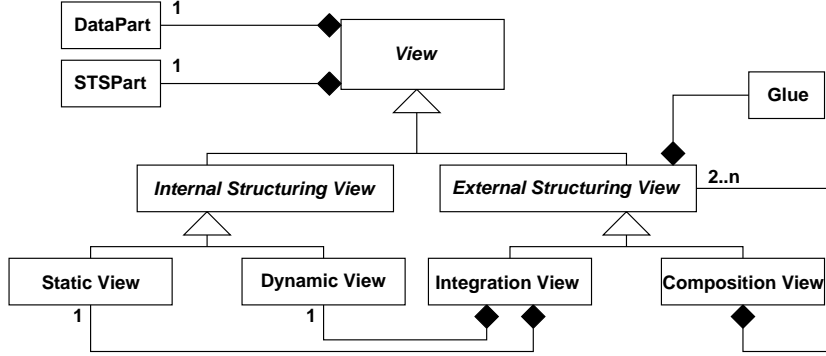 1
DataPart
View
1
STSPart
Glue
Internal Structuring View
External Structuring View
2..n
Static View
Dynamic View
Integration View
Composition View
1
1